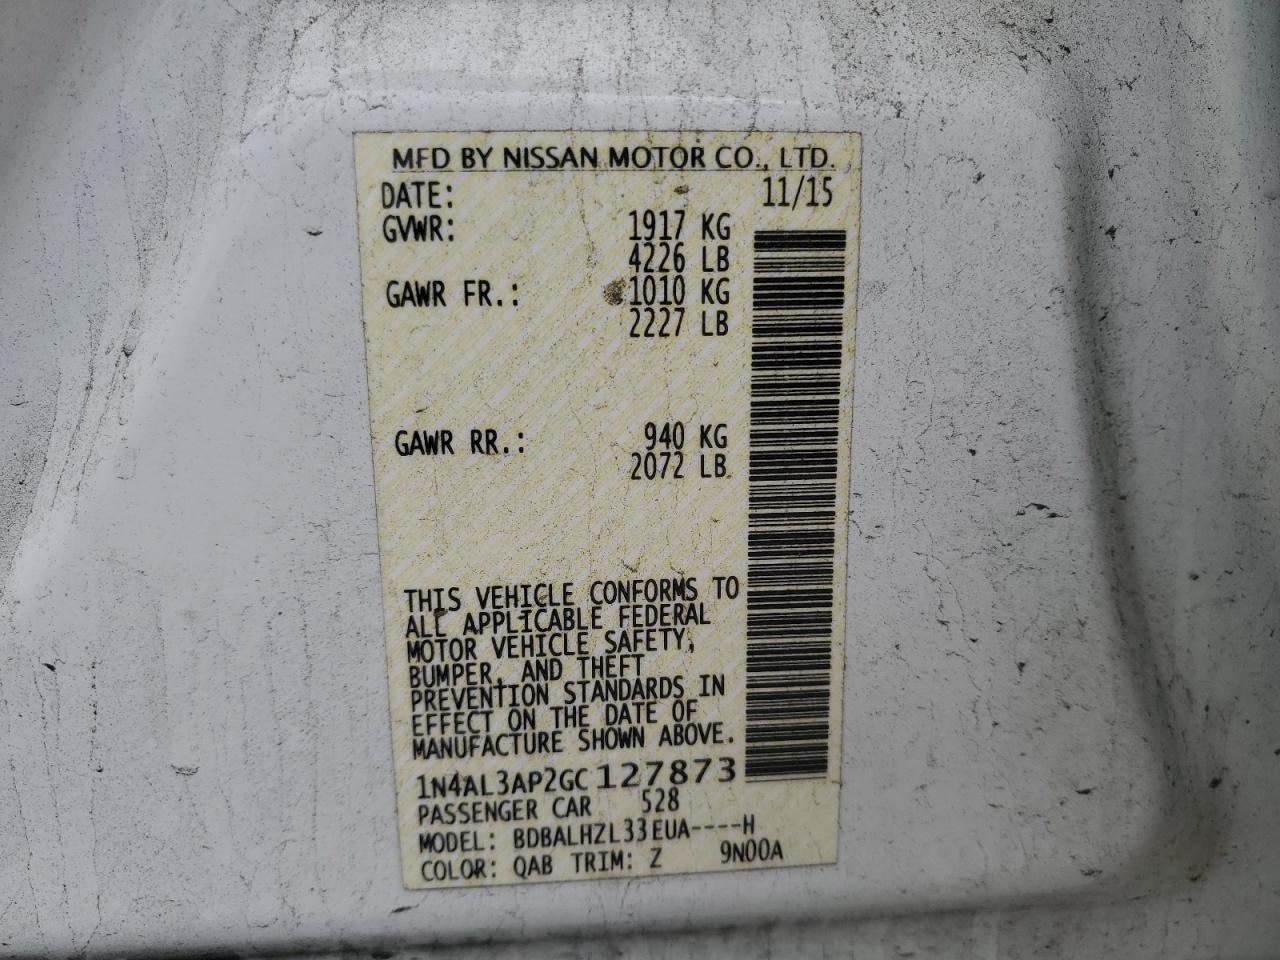 MFD BY NISSAN MOTOR CO., LTD.
DATE: 11/15
GVWR: 1917 KG
4226 LB
GAWR FR.: 1010 KG
2227 LB
GAWR RR.: 940 KG
2072 LB
THIS VEHICLE CONFORMS TO
ALL APPLICABLE FEDERAL
MOTOR VEHICLE SAFETY,
BUMPER, AND THEFT
PREVENTION STANDARDS IN
EFFECT ON THE DATE OF
MANUFACTURE SHOWN ABOVE.
1N4AL3AP2GC127873
PASSENGER CAR 528
MODEL: BDBALHZL33EUA----H
COLOR: QAB TRIM: Z 9N00A